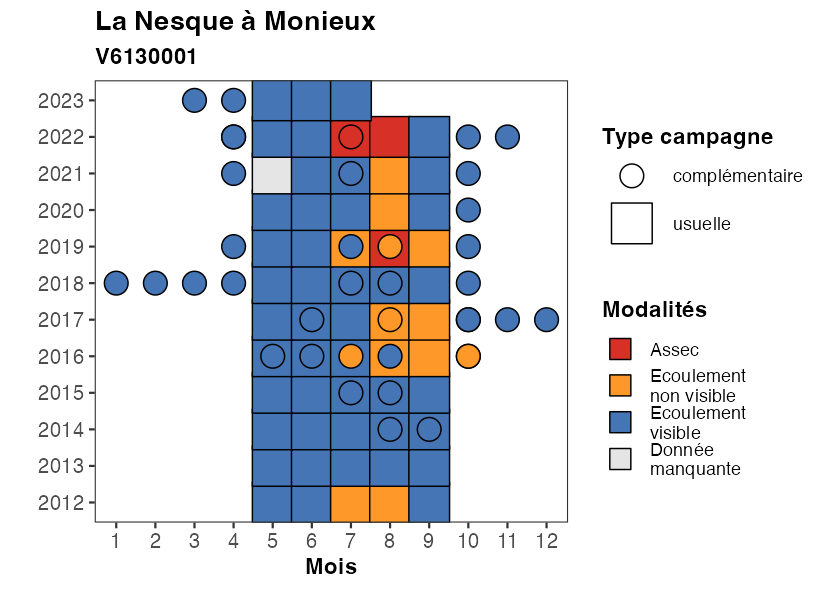 La Nesque à Monieux
V6130001
2023
2022
2021
2020
2019
2018
2017
2016
2015
2014
2013
2012
1 2 3 4 5 6 7 8 9 10 11 12
Mois
Type campagne
complémentaire
usuelle
Modalités
Assec
Ecoulement
non visible
Ecoulement
visible
Donnée
manquante